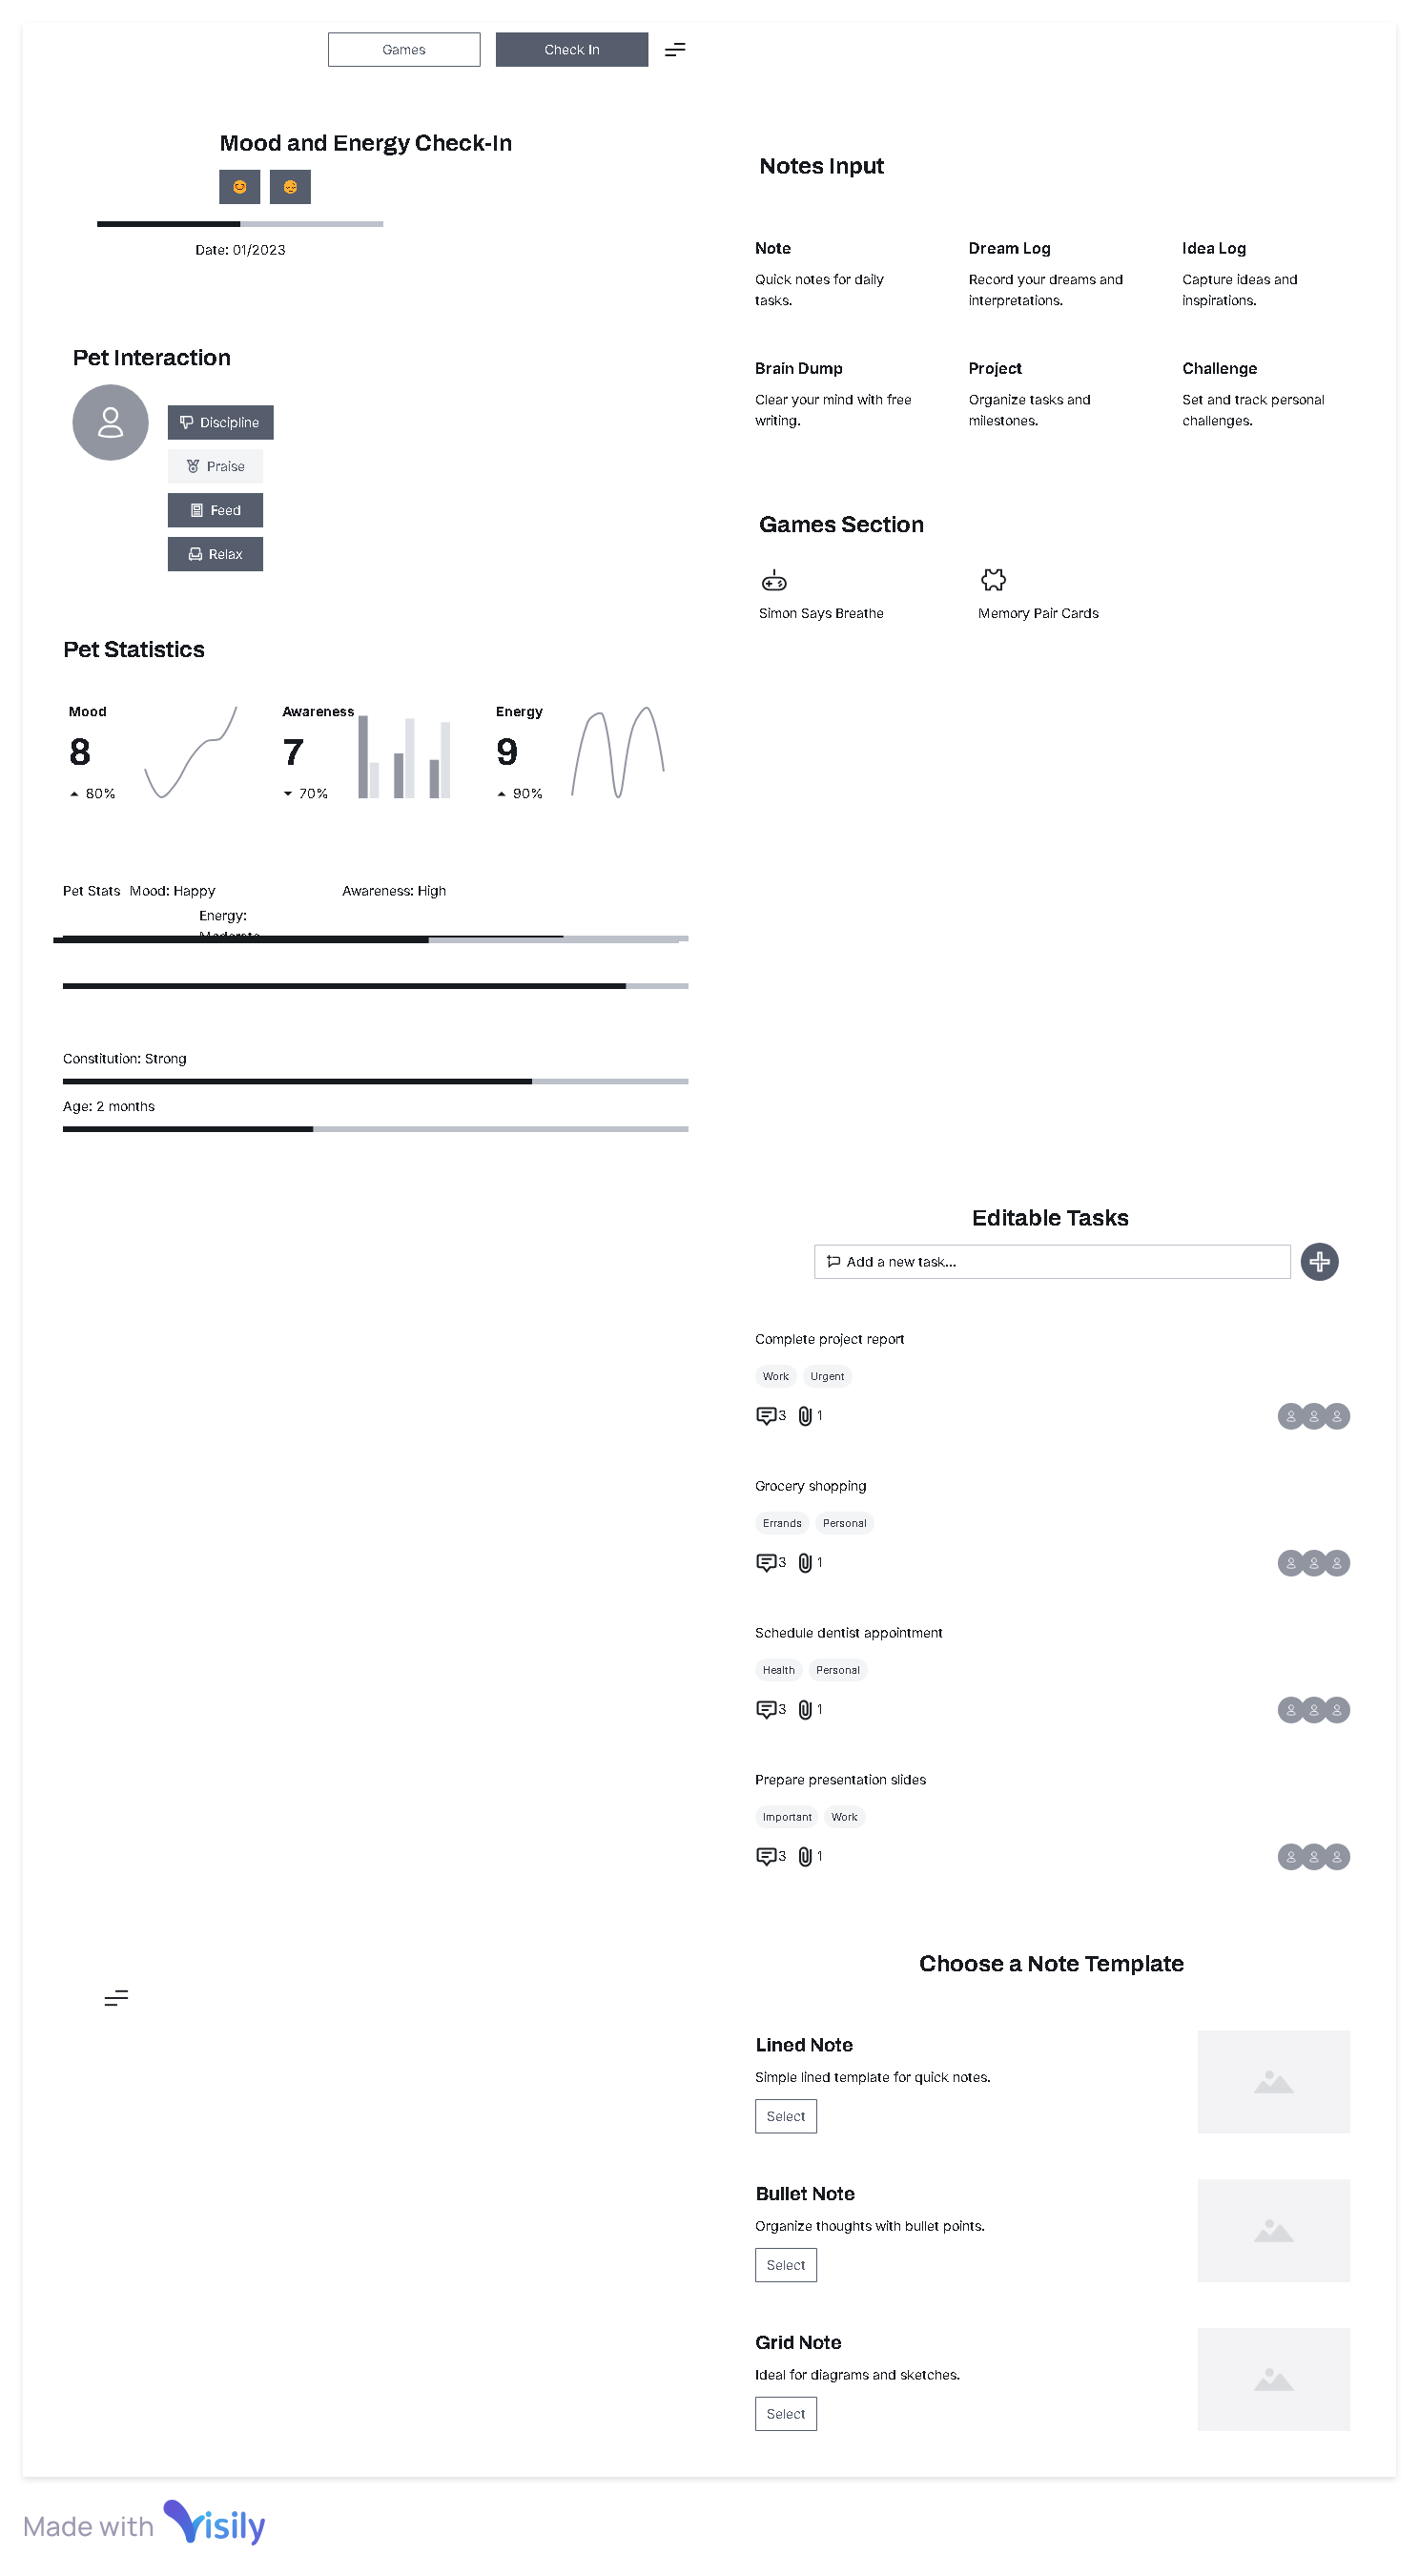 Games
Check In
Mood and Energy Check-In
Date: 01/2023
Pet Interaction
Discipline
Praise
Feed
Relax
Pet Statistics
Mood
8
80%
Awareness
7
70%
Energy
9
90%
Pet Stats Mood: Happy
Awareness: High
Energy:
Moderate
Constitution: Strong
Age: 2 months
Notes Input
Note
Quick notes for daily
tasks.
Dream Log
Record your dreams and
interpretations.
Idea Log
Capture ideas and
inspirations.
Brain Dump
Clear your mind with free
writing.
Project
Organize tasks and
milestones.
Challenge
Set and track personal
challenges.
Games Section
Simon Says Breathe
Memory Pair Cards
Editable Tasks
Add a new task...
Complete project report
Work Urgent
3 1
Grocery shopping
Errands Personal
3 1
Schedule dentist appointment
Health Personal
3 1
Prepare presentation slides
Important Work
3 1
Choose a Note Template
Lined Note
Simple lined template for quick notes.
Select
Bullet Note
Organize thoughts with bullet points.
Select
Grid Note
Ideal for diagrams and sketches.
Select
Made with Visily